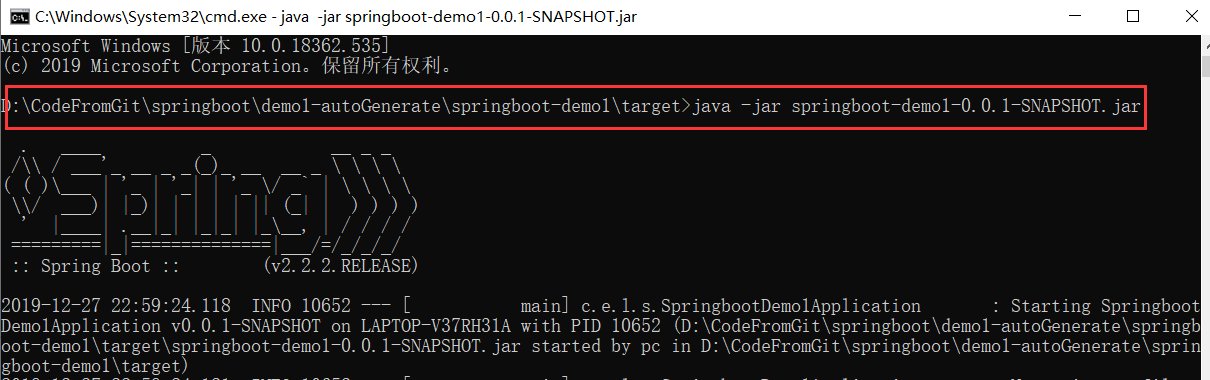 C:\Windows\System32\cmd.exe - java -jar springboot-demo1-0.0.1-SNAPSHOT.jar
Microsoft Windows [版本 10.0.18362.535]
(c) 2019 Microsoft Corporation。保留所有权利。
D:\CodeFromGit\springboot\demo1-autoGenerate\springboot-demo1\target>java -jar springboot-demo1-0.0.1-SNAPSHOT.jar
Spring
:: Spring Boot :: (v2.2.2.RELEASE)
2019-12-27 22:59:24.118 INFO 10652 --- [ main] c.e.l.s.SpringbootDemo1Application : Starting Springboot
Demo1Application v0.0.1-SNAPSHOT on LAPTOP-V37RH31A with PID 10652 (D:\CodeFromGit\springboot\demo1-autoGenerate\springb
oot-demo1\target\springboot-demo1-0.0.1-SNAPSHOT.jar started by pc in D:\CodeFromGit\springboot\demo1-autoGenerate\sprin
gboot-demo1\target)